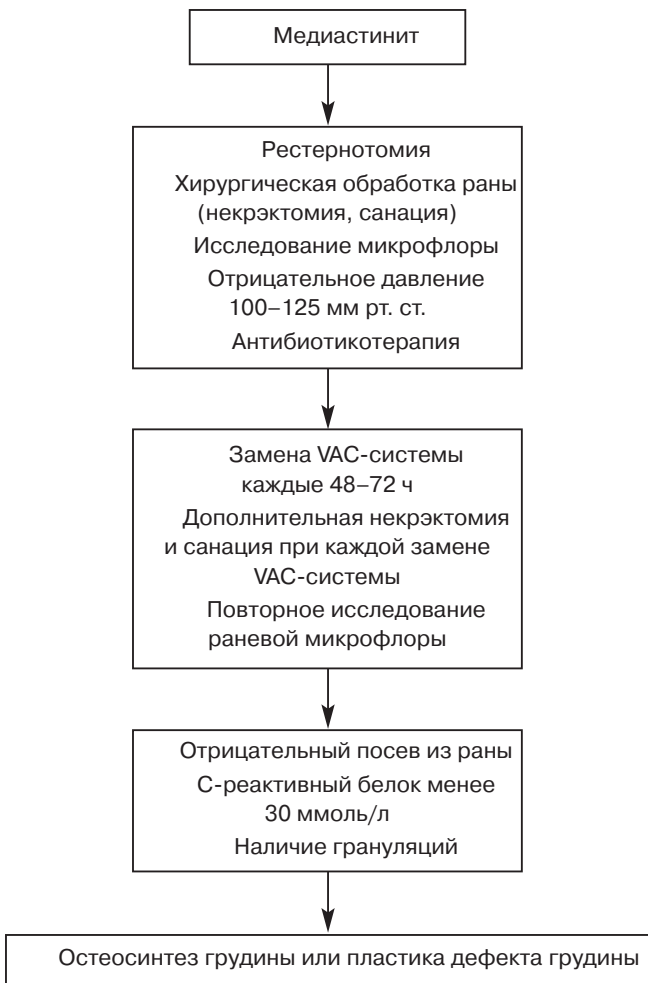 Медиастинит
Рестернотомия
Хирургическая обработка раны
(некрэктомия, санация)
Исследование микрофлоры
Отрицательное давление
100–125 мм рт. ст.
Антибиотикотерапия
Замена VAC-системы
каждые 48–72 ч
Дополнительная некрэктомия
и санация при каждой замене
VAC-системы
Повторное исследование
раневой микрофлоры
Отрицательный посев из раны
С-реактивный белок менее
30 ммоль/л
Наличие грануляций
Остеосинтез грудины или пластика дефекта грудины